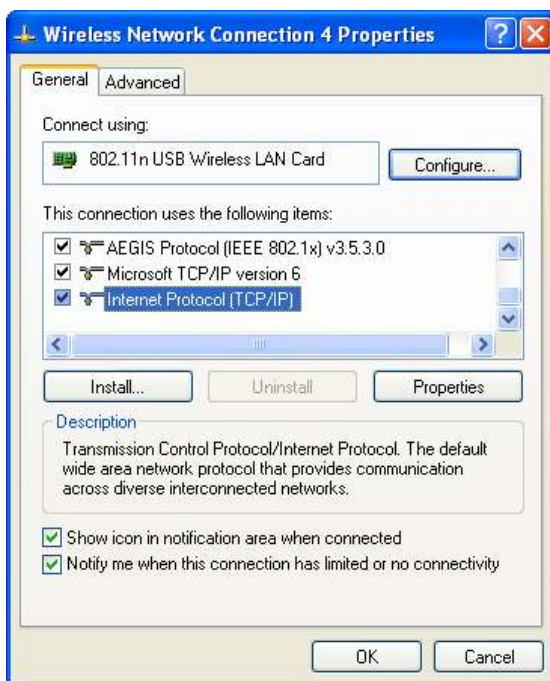 Wireless Network Connection 4 Properties
General
Advanced
Connect using:
802.11n USB Wireless LAN Card
Configure...
This connection uses the following items:
AEGIS Protocol (IEEE 802.1x) v3.5.3.0
Microsoft TCP/IP version 6
Internet Protocol (TCP/IP)
Install...
Uninstall
Properties
Description
Transmission Control Protocol/Internet Protocol. The default
wide area network protocol that provides communication
across diverse interconnected networks.
Show icon in notification area when connected
Notify me when this connection has limited or no connectivity
OK
Cancel